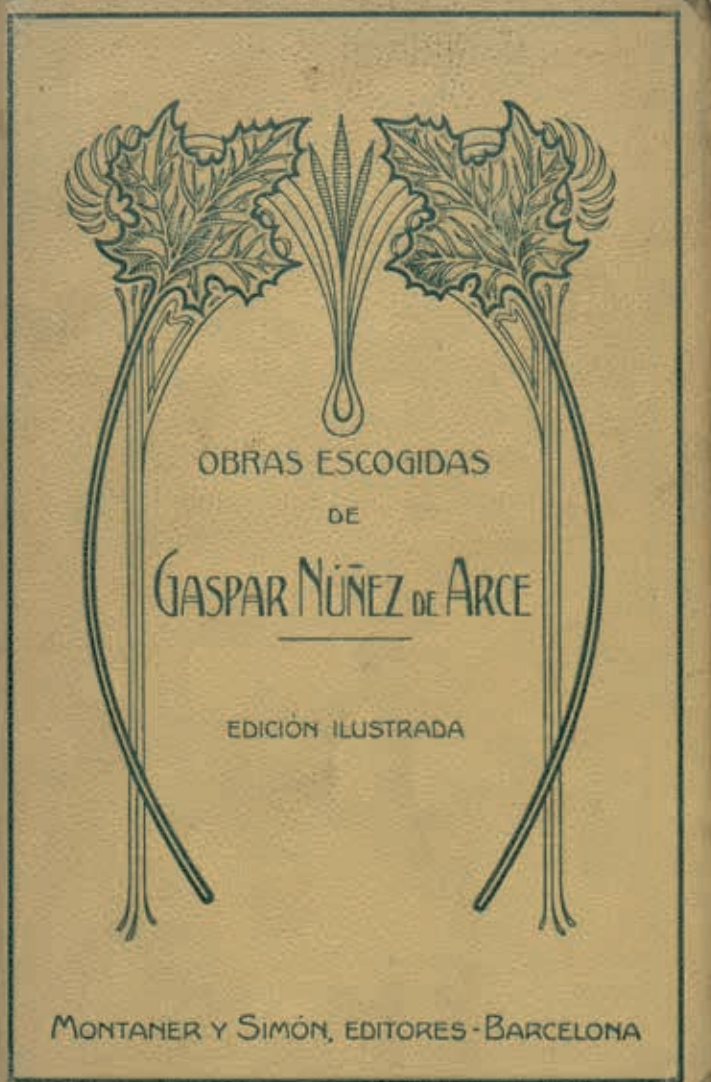 OBRAS ESCOGIDAS
DE
GASPAR NÚÑEZ DE ARCE
EDICIÓN ILUSTRADA
MONTANER Y SIMÓN, EDITORES - BARCELONA